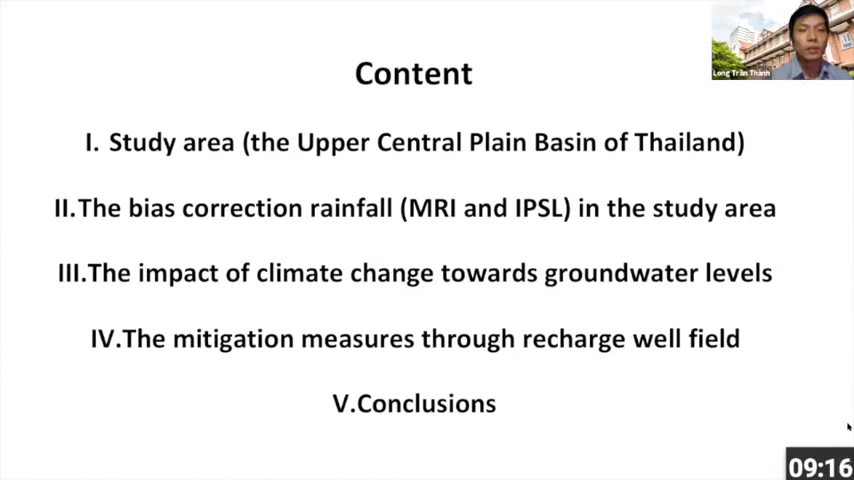 Content
I. Study area (the Upper Central Plain Basin of Thailand)
II.The bias correction rainfall (MRI and IPSL) in the study area
III.The impact of climate change towards groundwater levels
IV.The mitigation measures through recharge well field
V.Conclusions
Long Trần Thành
09:16